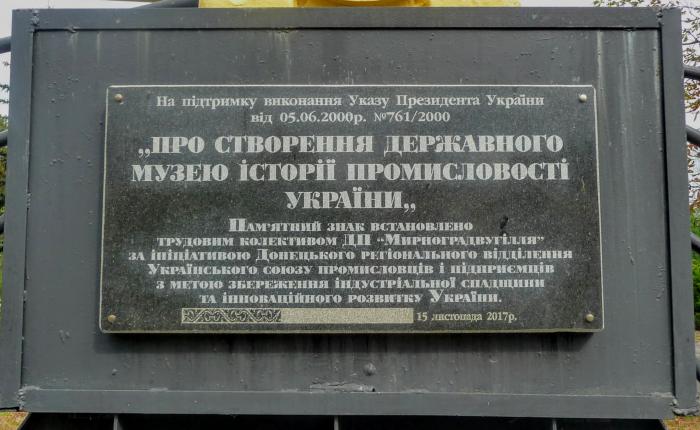 На підтримку виконання Указу Президента України
від 05.06.2000р. №761/2000
„ПРО СТВОРЕННЯ ДЕРЖАВНОГО
МУЗЕЮ ІСТОРІЇ ПРОМИСЛОВОСТІ
УКРАЇНИ„
Пам'ятний знак встановлено
трудовим колективом ДП “Мирноградвугілля”
за ініціативою Донецького регіонального відділення
Українського союзу промисловців і підприємців
з метою збереження індустріальної спадщини
та інноваційного розвитку України.
15 листопада 2017р.